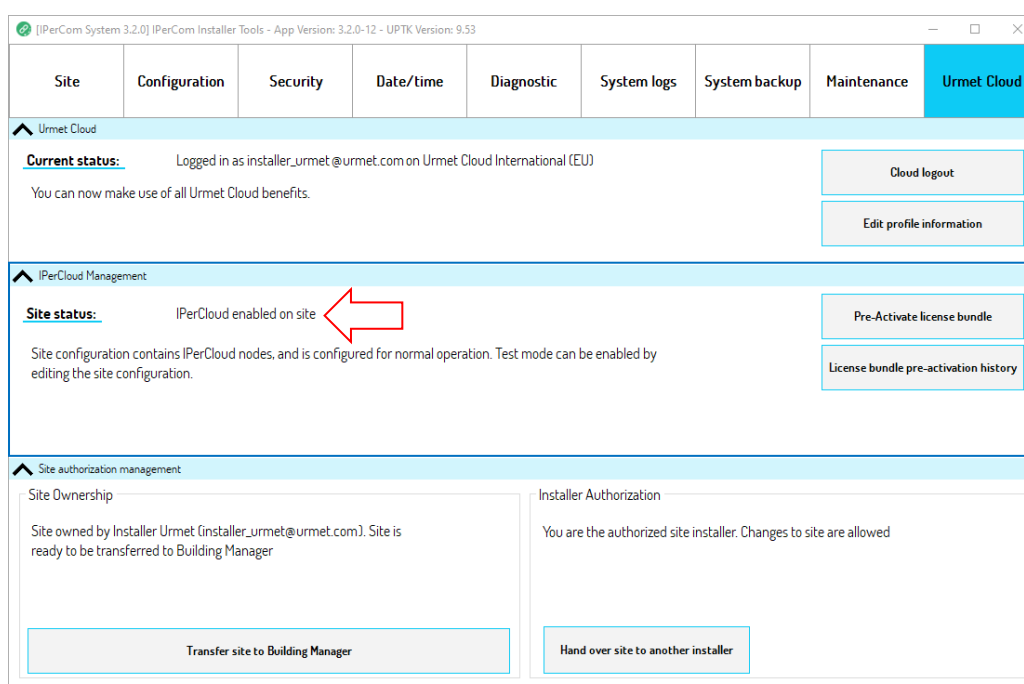 [IPerCom System 3.2.0] IPerCom Installer Tools - App Version: 3.2.0-12 - UPTK Version: 9.53
Site
Configuration
Security
Date/time
Diagnostic
System logs
System backup
Maintenance
Urmet Cloud
Urmet Cloud
Current status: Logged in as installer_urmet @urmet.com on Urmet Cloud International (EU)
You can now make use of all Urmet Cloud benefits.
Cloud logout
Edit profile information
IPerCloud Management
Site status: IPerCloud enabled on site
Site configuration contains IPerCloud nodes, and is configured for normal operation. Test mode can be enabled by
editing the site configuration.
Pre-Activate license bundle
License bundle pre-activation history
Site authorization management
Site Ownership
Site owned by Installer Urmet (installer_urmet@urmet.com). Site is
ready to be transferred to Building Manager
Transfer site to Building Manager
Installer Authorization
You are the authorized site installer. Changes to site are allowed
Hand over site to another installer